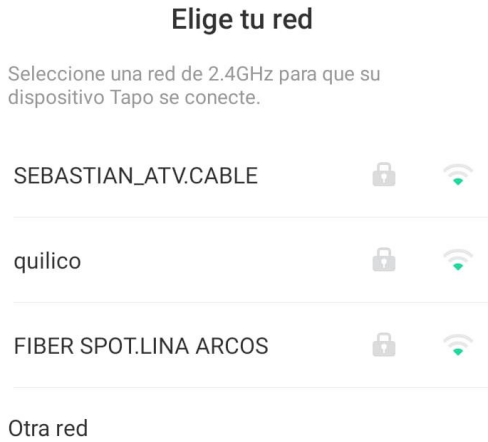 Elige tu red
Seleccione una red de 2.4GHz para que su
dispositivo Tapo se conecte.
SEBASTIAN_ATV.CABLE
quilico
FIBER SPOT.LINA ARCOS
Otra red